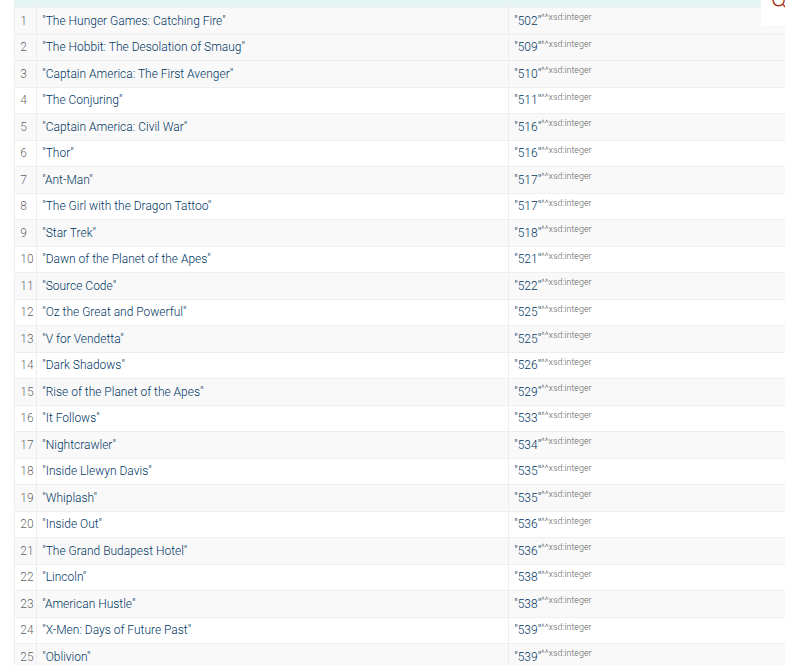 1 "The Hunger Games: Catching Fire" "502"^^xsd:integer
2 "The Hobbit: The Desolation of Smaug" "509"^^xsd:integer
3 "Captain America: The First Avenger" "510"^^xsd:integer
4 "The Conjuring" "511"^^xsd:integer
5 "Captain America: Civil War" "516"^^xsd:integer
6 "Thor" "516"^^xsd:integer
7 "Ant-Man" "517"^^xsd:integer
8 "The Girl with the Dragon Tattoo" "517"^^xsd:integer
9 "Star Trek" "518"^^xsd:integer
10 "Dawn of the Planet of the Apes" "521"^^xsd:integer
11 "Source Code" "522"^^xsd:integer
12 "Oz the Great and Powerful" "525"^^xsd:integer
13 "V for Vendetta" "525"^^xsd:integer
14 "Dark Shadows" "526"^^xsd:integer
15 "Rise of the Planet of the Apes" "529"^^xsd:integer
16 "It Follows" "533"^^xsd:integer
17 "Nightcrawler" "534"^^xsd:integer
18 "Inside Llewyn Davis" "535"^^xsd:integer
19 "Whiplash" "535"^^xsd:integer
20 "Inside Out" "536"^^xsd:integer
21 "The Grand Budapest Hotel" "536"^^xsd:integer
22 "Lincoln" "538"^^xsd:integer
23 "American Hustle" "538"^^xsd:integer
24 "X-Men: Days of Future Past" "539"^^xsd:integer
25 "Oblivion" "539"^^xsd:integer